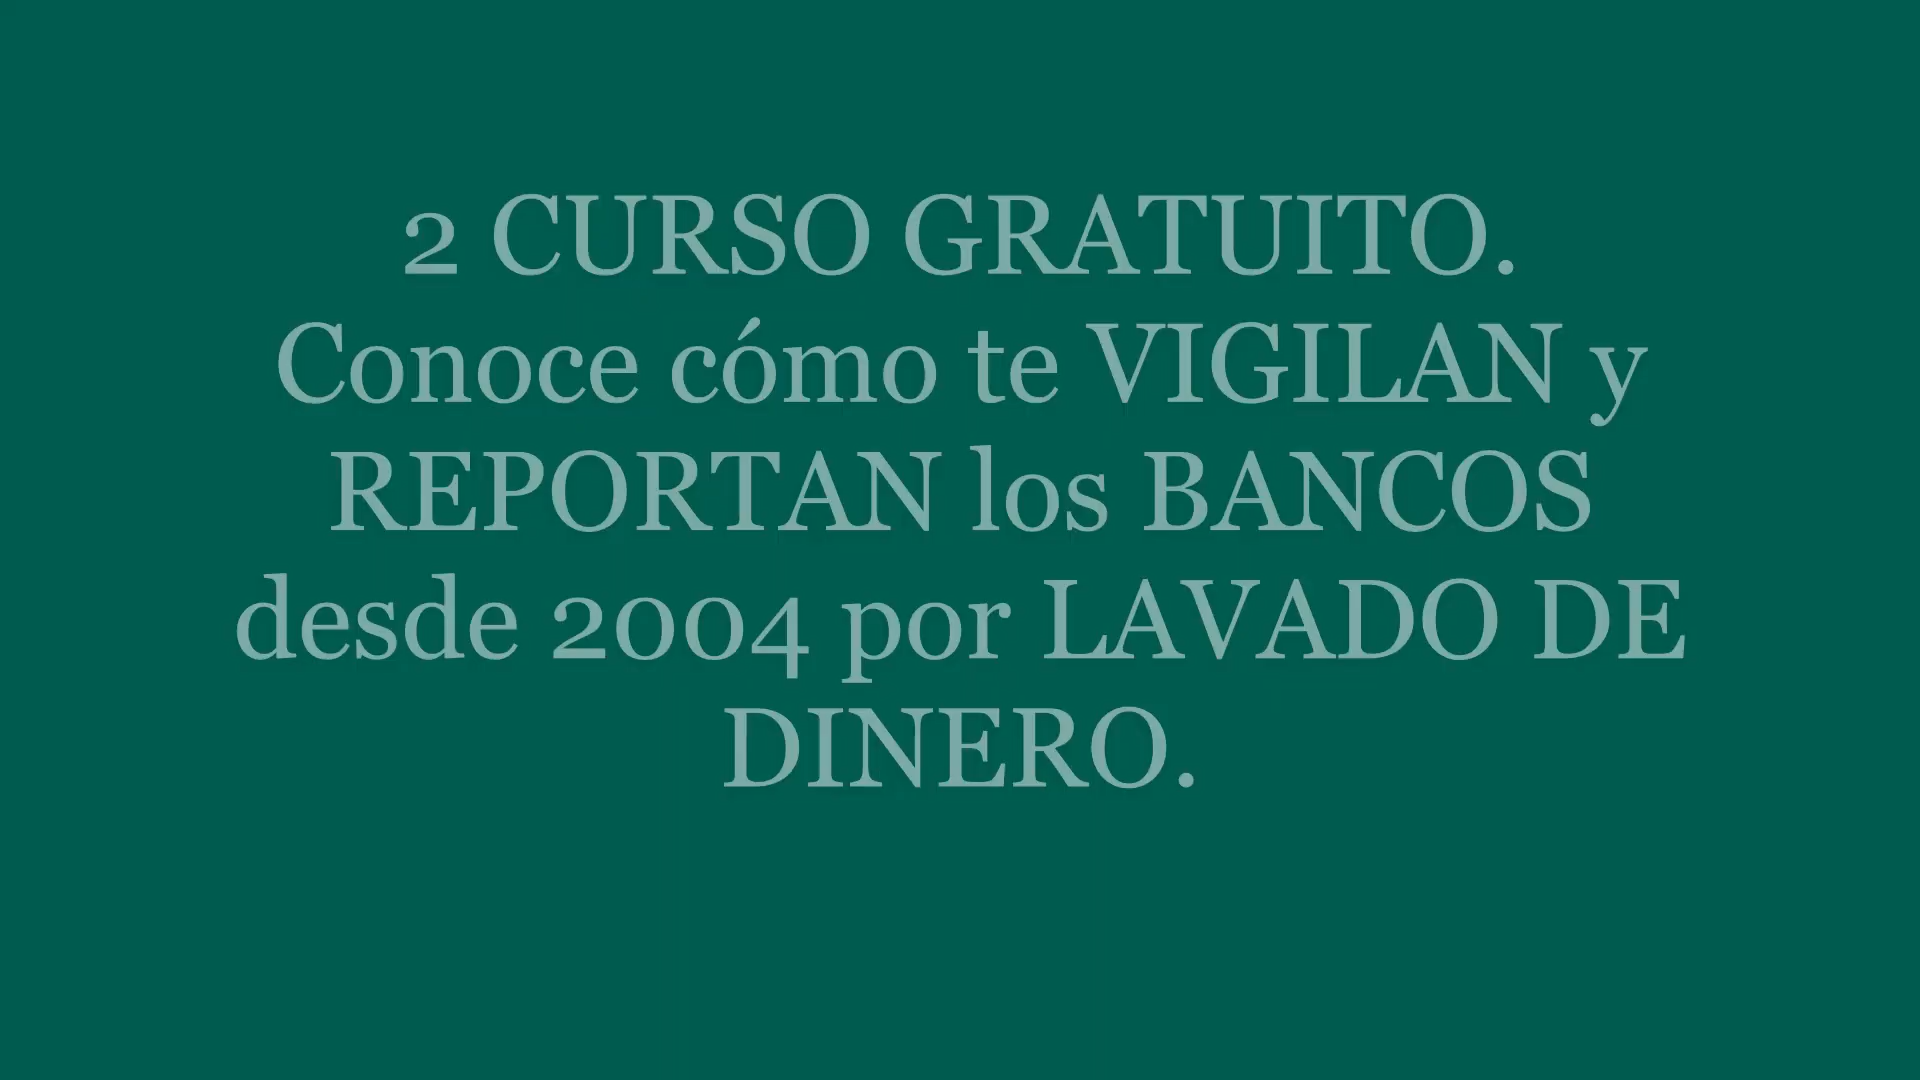 2 CURSO GRATUITO.
Conoce cómo te VIGILAN y
REPORTAN los BANCOS
desde 2004 por LAVADO DE
DINERO.